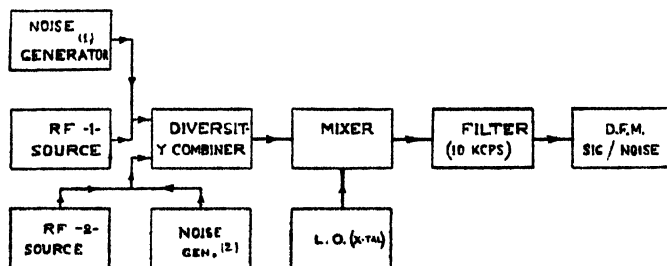 NOISE (1)
GENERATOR
RF -1-
SOURCE
DIVERSIT-
Y COMBINER
MIXER
FILTER
(10 KCPS)
D.F.M.
SIG / NOISE
RF -2-
SOURCE
NOISE
GEN. (2)
L.O. (X-TAL)